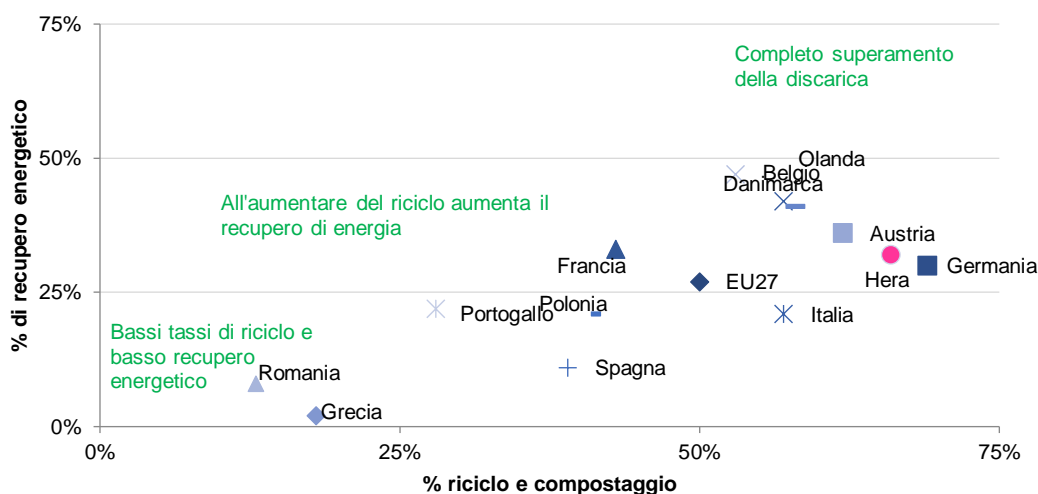 75%
Completo superamento
della discarica
% di recupero energetico
50%
Olanda
Belgio
Danimarca
All'aumentare del riciclo aumenta il
recupero di energia
Austria
Francia
Hera
Germania
EU27
25%
Polonia
Portogallo
Italia
Bassi tassi di riciclo e
basso recupero
energetico
Romania
Spagna
Grecia
0%
0%
25%
50%
75%
% riciclo e compostaggio